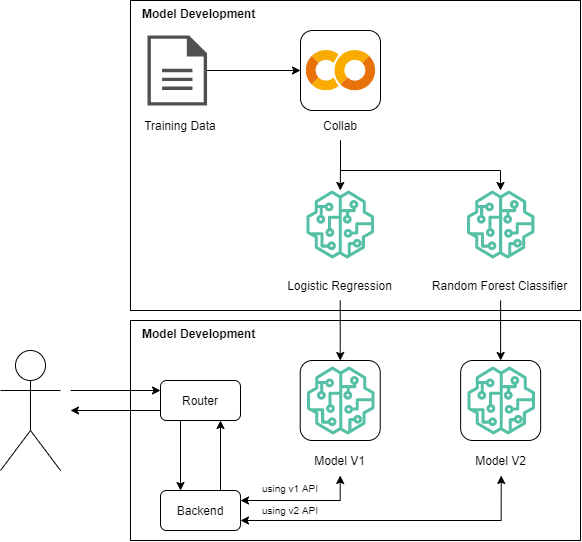 Model Development
Training Data
Collab
Logistic Regression
Random Forest Classifier
Model Development
Router
Model V1
Model V2
using v1 API
Backend
using v2 API